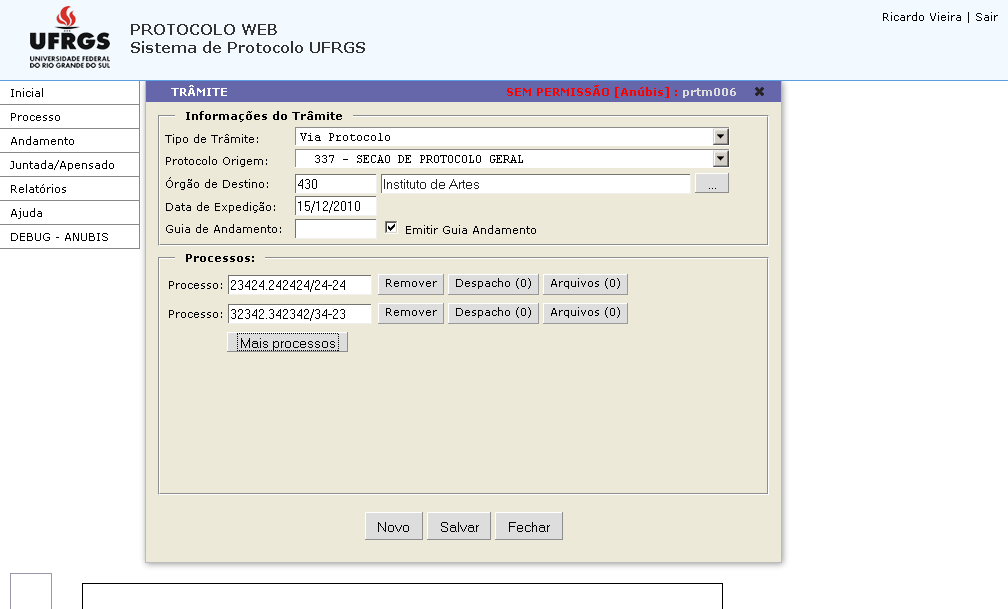 UFRGS
UNIVERSIDADE FEDERAL
DO RIO GRANDE DO SUL
PROTOCOLO WEB
Sistema de Protocolo UFRGS
Ricardo Vieira | Sair
Inicial
Processo
Andamento
Juntada/Apensado
Relatórios
Ajuda
DEBUG - ANUBIS
TRÂMITE SEM PERMISSÃO [Anúbis] : prtm006 ✖
Informações do Trâmite
Tipo de Trâmite: Via Protocolo
Protocolo Origem: 337 - SECAO DE PROTOCOLO GERAL
Órgão de Destino: 430 Instituto de Artes ...
Data de Expedição: 15/12/2010
Guia de Andamento: Emitir Guia Andamento
Processos:
Processo: 23424.242424/24-24 Remover Despacho (0) Arquivos (0)
Processo: 32342.342342/34-23 Remover Despacho (0) Arquivos (0)
Mais processos
Novo Salvar Fechar